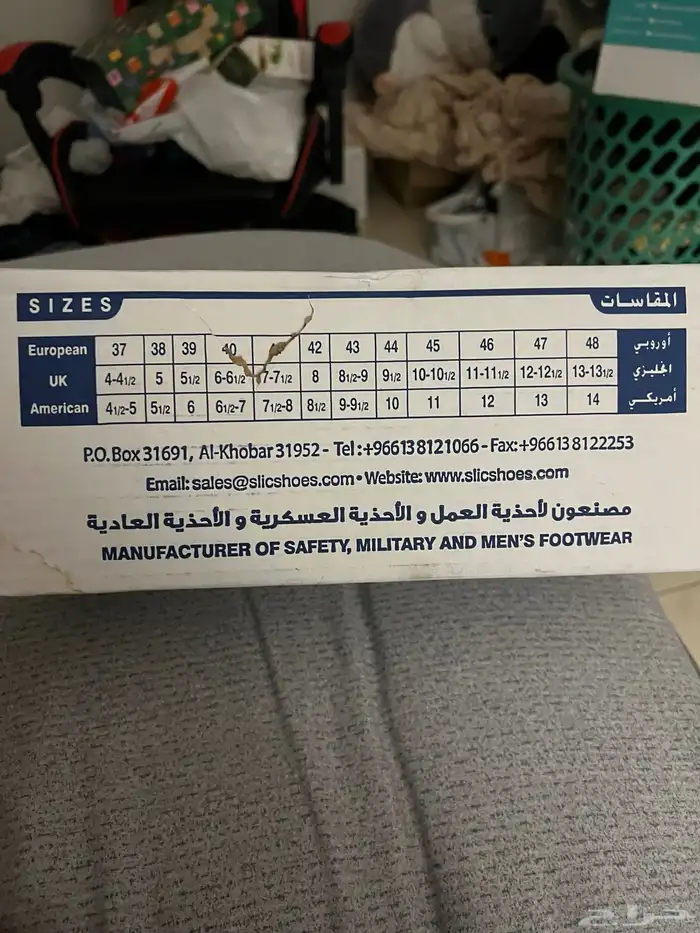 SIZES المقاسات
European 37 38 39 40 42 43 44 45 46 47 48 أوروبي
UK 4-41/2 5 51/2 6-61/2 7-71/2 8 81/2-9 91/2 10-101/2 11-111/2 12-121/2 13-131/2 انجليزي
American 41/2-5 51/2 6 61/2-7 71/2-8 81/2 9-91/2 10 11 12 13 14 أمريكي
P.O.Box 31691, Al-Khobar 31952 - Tel :+966138121066 - Fax:+966138122253
Email: sales@slicshoes.com • Website: www.slicshoes.com
مصنعون لأحذية العمل و الأحذية العسكرية و الأحذية العادية
MANUFACTURER OF SAFETY, MILITARY AND MEN'S FOOTWEAR
حراج